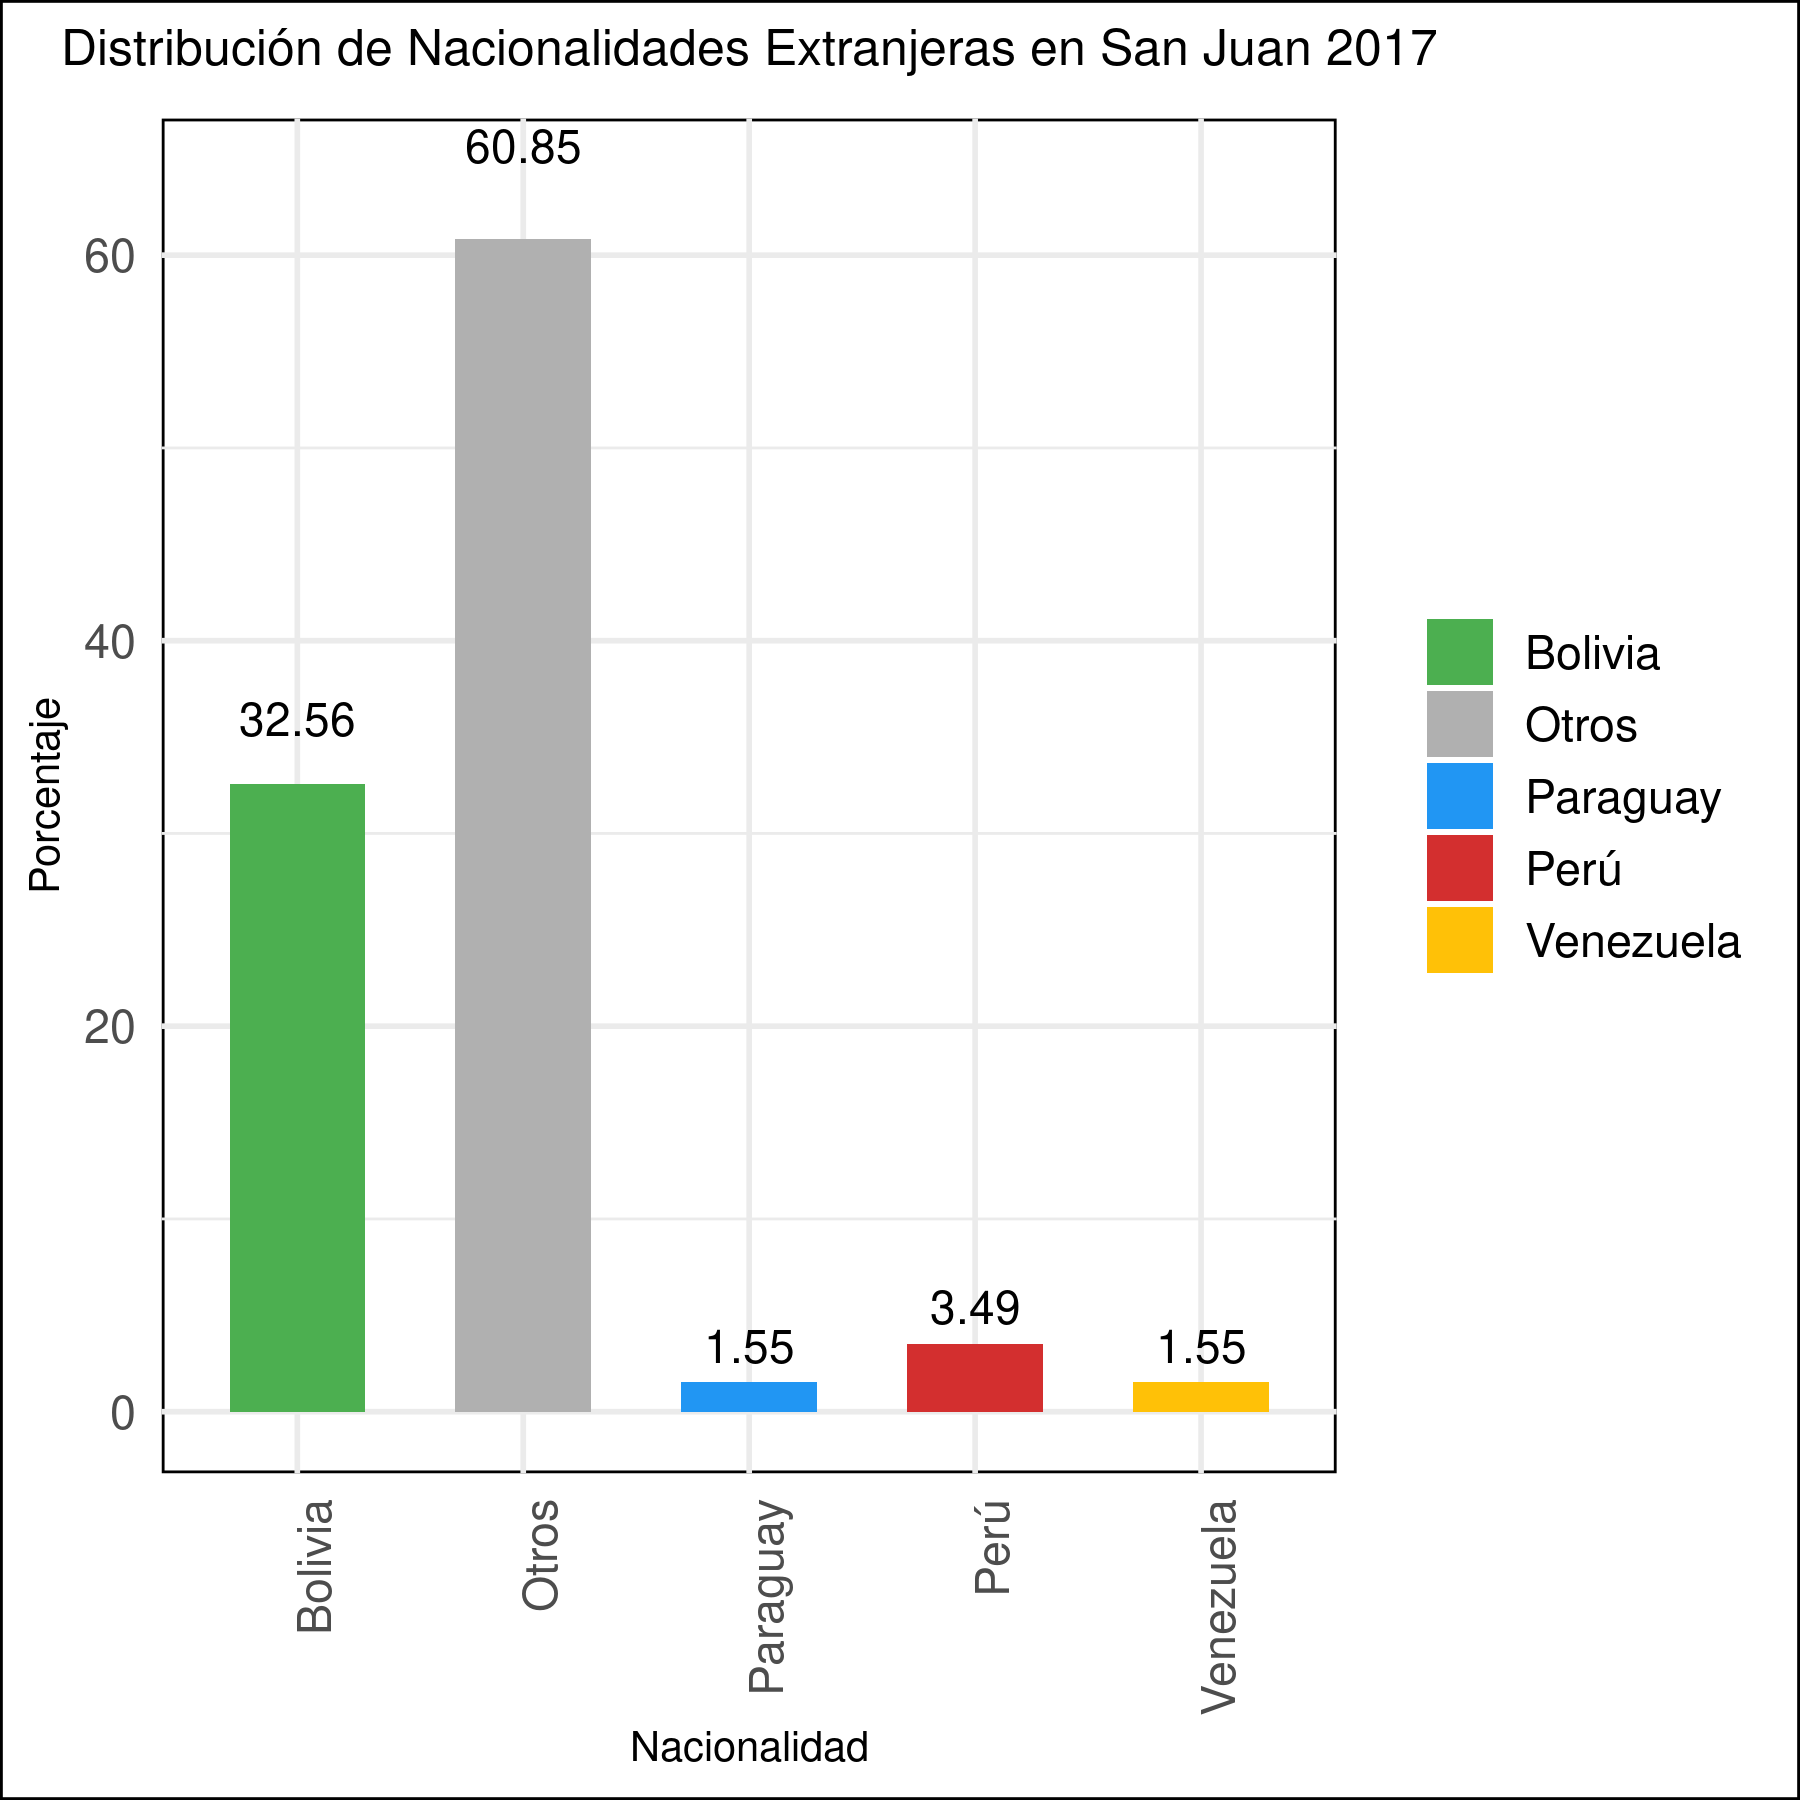 Distribución de Nacionalidades Extranjeras en San Juan 2017
Porcentaje
60
40
20
0
60.85
32.56
1.55
3.49
1.55
Bolivia
Otros
Paraguay
Perú
Venezuela
Nacionalidad
Bolivia
Otros
Paraguay
Perú
Venezuela